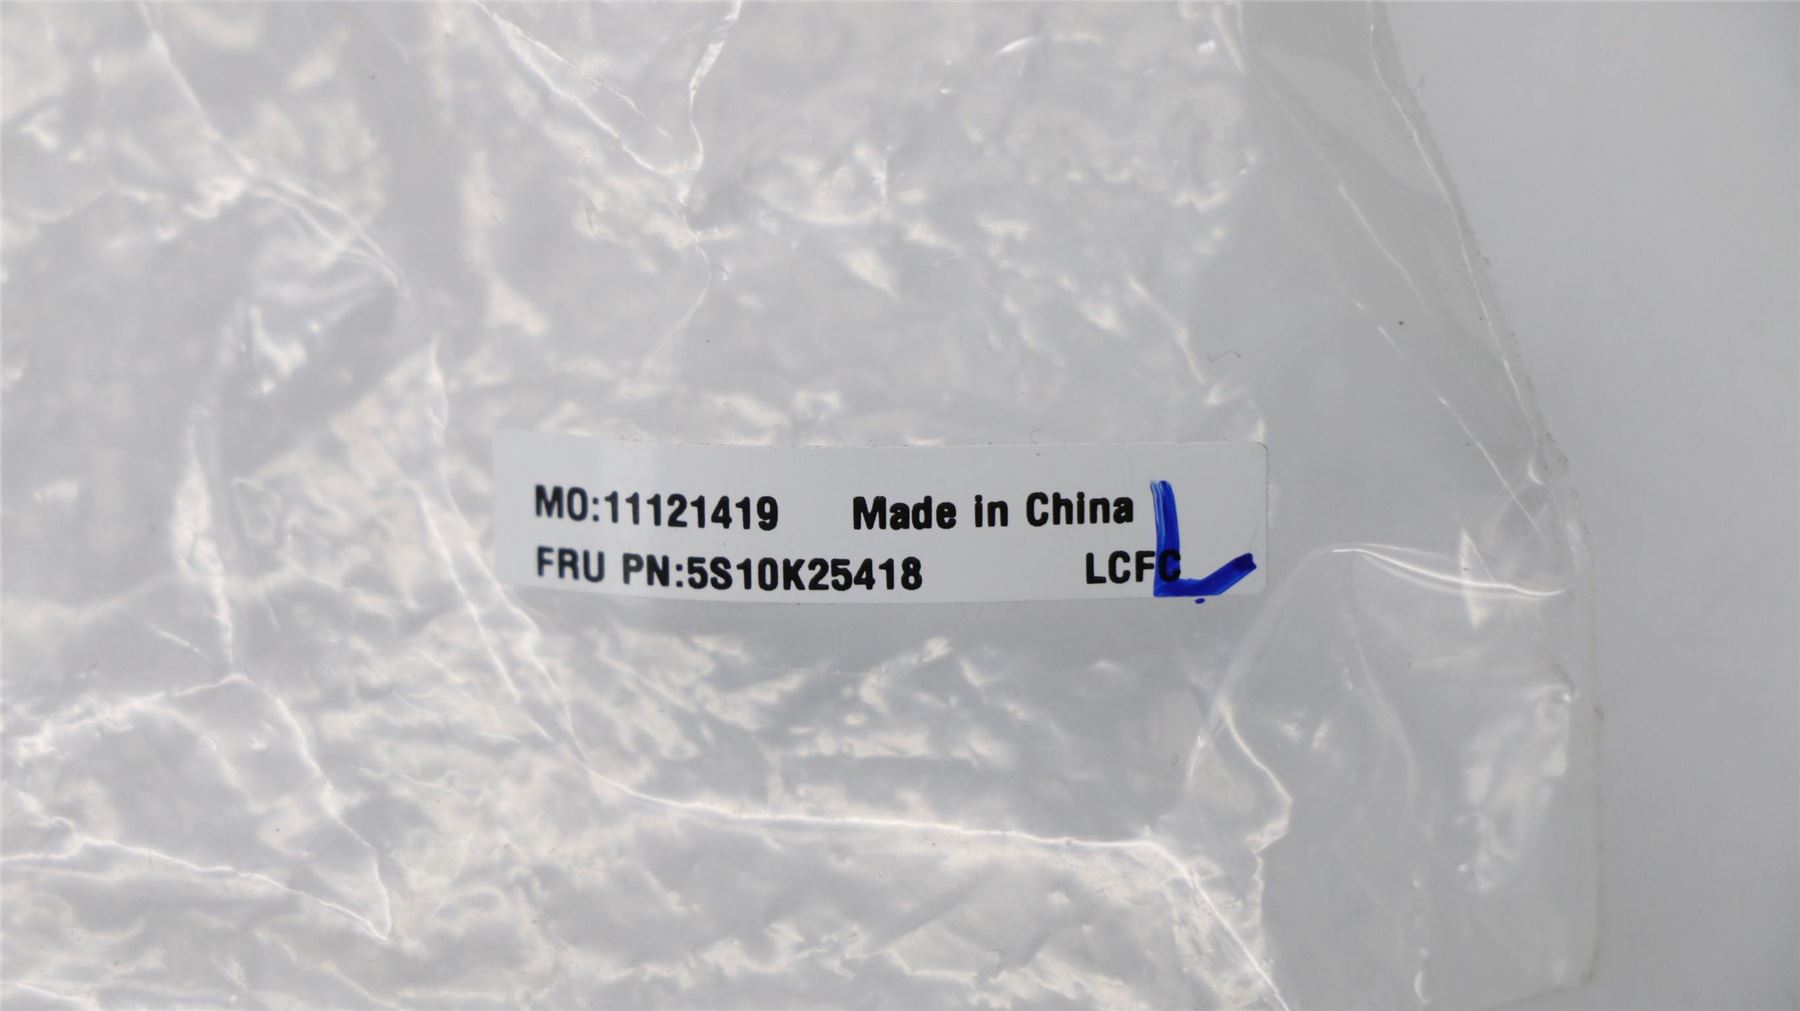 MO:11121419 Made in China
FRU PN:5S10K25418 LCFC
L